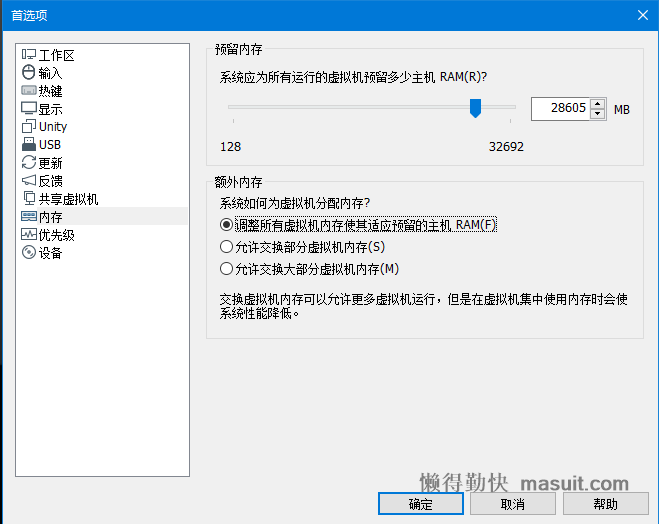 首选项
工作区
输入
热键
显示
Unity
USB
更新
反馈
共享虚拟机
内存
优先级
设备
预留内存
系统应为所有运行的虚拟机预留多少主机 RAM(R)?
28605 MB
128 32692
额外内存
系统如何为虚拟机分配内存?
调整所有虚拟机内存使其适应预留的主机 RAM(F)
允许交换部分虚拟机内存(S)
允许交换大部分虚拟机内存(M)
交换虚拟机内存可以允许更多虚拟机运行，但是在虚拟机集中使用内存时会使
系统性能降低。
懒得勤快 masuit.com
确定 取消 帮助